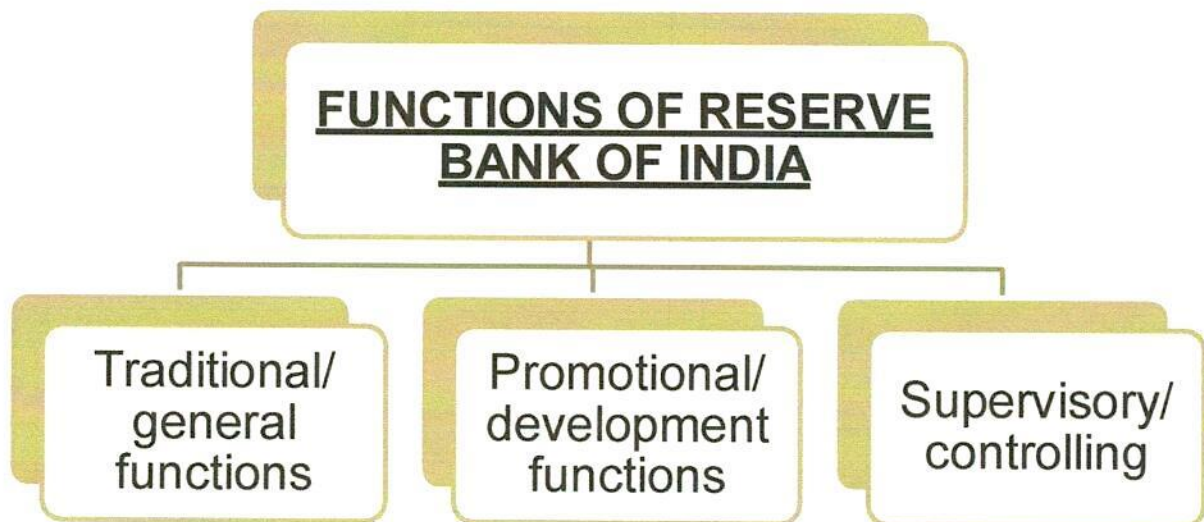 FUNCTIONS OF RESERVE
BANK OF INDIA
Traditional/
general
functions
Promotional/
development
functions
Supervisory/
controlling